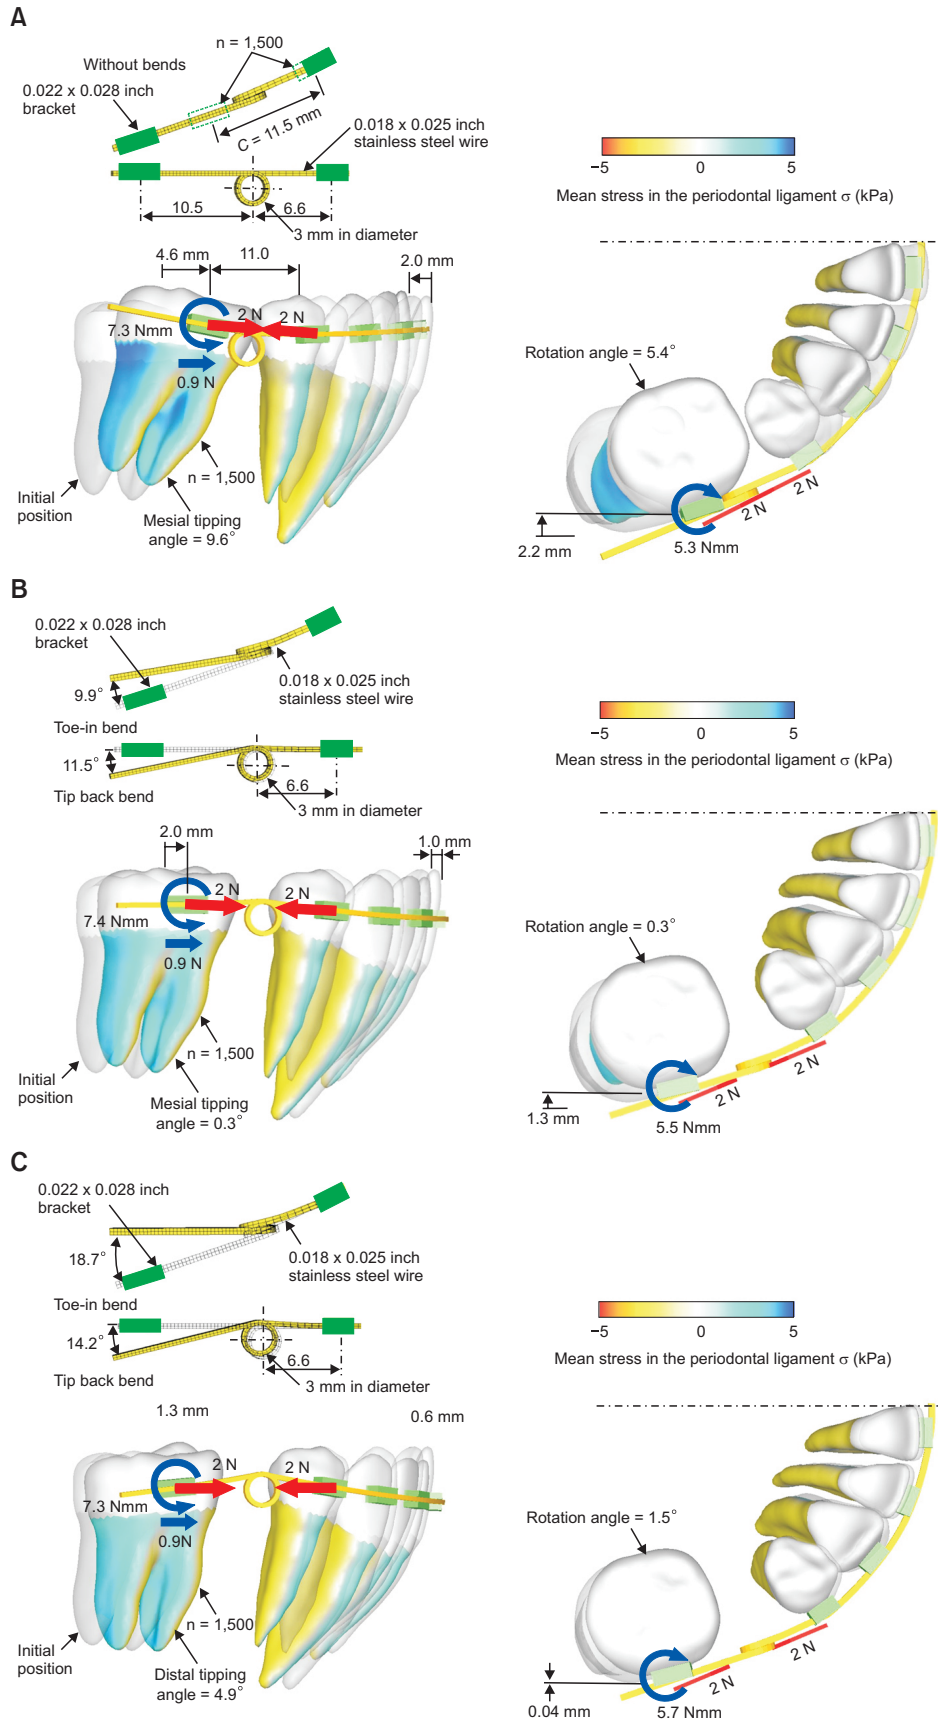 A
n = 1,500
Without bends
0.022 x 0.028 inch
bracket
C = 11.5 mm
0.018 x 0.025 inch
stainless steel wire
10.5
6.6
3 mm in diameter
−5
0
5
Mean stress in the periodontal ligament σ (kPa)
4.6 mm
11.0
2.0 mm
2 N
2 N
7.3 Nmm
0.9 N
n = 1,500
Initial
position
Mesial tipping
angle = 9.6°
Rotation angle = 5.4°
2 N
2 N
2.2 mm
5.3 Nmm
B
0.022 x 0.028 inch
bracket
0.018 x 0.025 inch
stainless steel wire
9.9°
Toe-in bend
11.5°
6.6
Tip back bend
3 mm in diameter
−5
0
5
Mean stress in the periodontal ligament σ (kPa)
2.0 mm
1.0 mm
2 N
2 N
7.4 Nmm
0.9 N
n = 1,500
Initial
position
Mesial tipping
angle = 0.3°
Rotation angle = 0.3°
2 N
2 N
1.3 mm
5.5 Nmm
C
0.022 x 0.028 inch
bracket
18.7°
0.018 x 0.025 inch
stainless steel wire
Toe-in bend
14.2°
6.6
Tip back bend
3 mm in diameter
−5
0
5
Mean stress in the periodontal ligament σ (kPa)
1.3 mm
0.6 mm
2 N
2 N
7.3 Nmm
0.9N
n = 1,500
Initial
position
Distal tipping
angle = 4.9°
Rotation angle = 1.5°
2 N
2 N
0.04 mm
5.7 Nmm